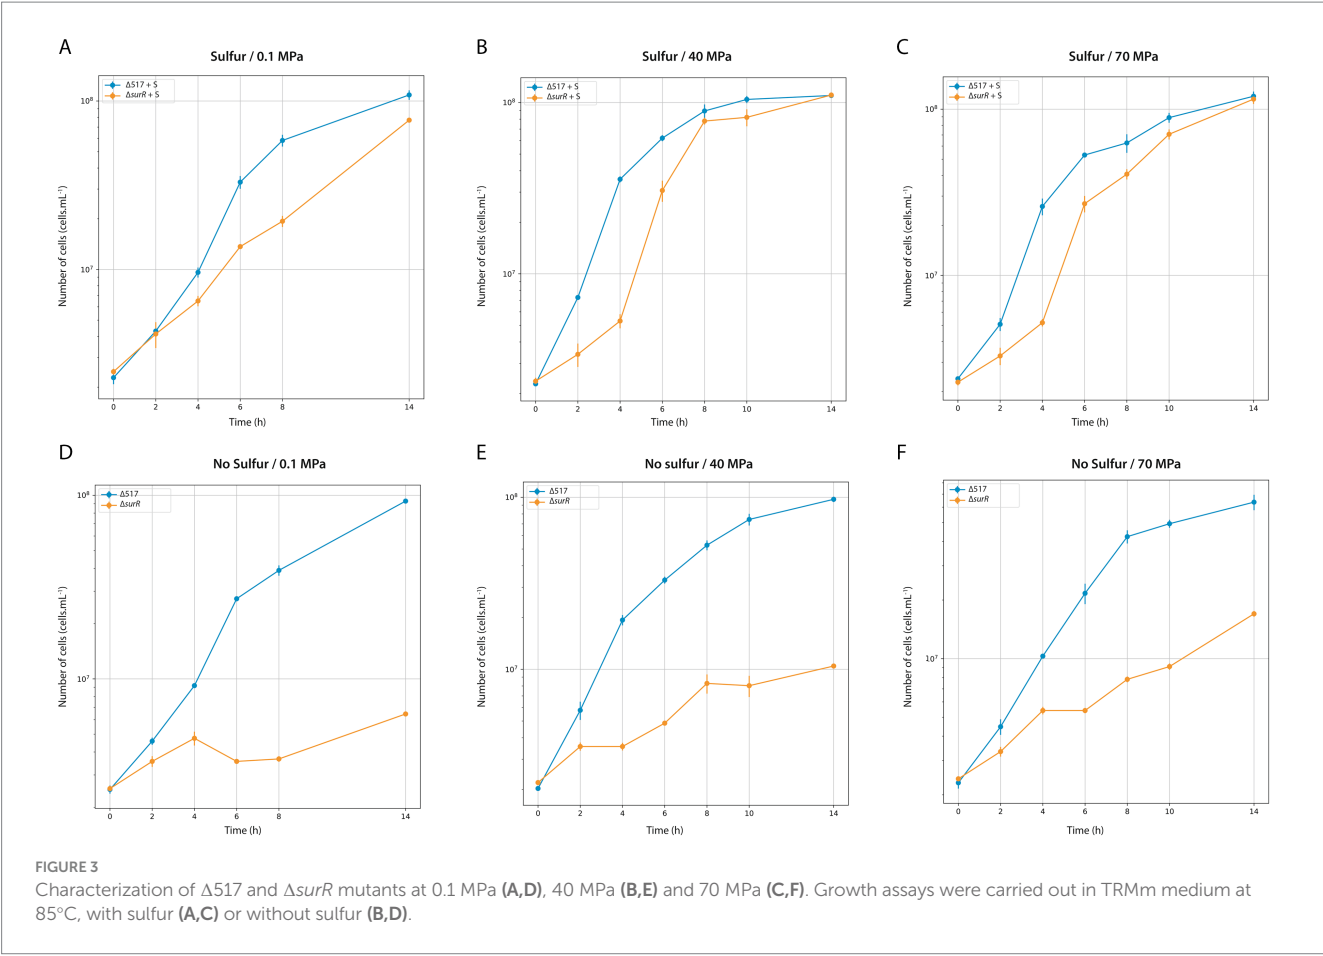 A
Sulfur / 0.1 MPa
Δ517 + S
ΔsurR + S
10⁸
10⁷
Number of cells (cells.mL⁻¹)
0 2 4 6 8 14
Time (h)
B
Sulfur / 40 MPa
Δ517 + S
ΔsurR + S
10⁸
10⁷
Number of cells (cells.mL⁻¹)
0 2 4 6 8 10 14
Time (h)
C
Sulfur / 70 MPa
Δ517 + S
ΔsurR + S
10⁸
10⁷
Number of cells (cells.mL⁻¹)
0 2 4 6 8 10 14
Time (h)
D
No Sulfur / 0.1 MPa
Δ517
ΔsurR
10⁸
10⁷
Number of cells (cells.mL⁻¹)
0 2 4 6 8 14
Time (h)
E
No sulfur / 40 MPa
Δ517
ΔsurR
10⁸
10⁷
Number of cells (cells.mL⁻¹)
0 2 4 6 8 10 14
Time (h)
F
No Sulfur / 70 MPa
Δ517
ΔsurR
10⁷
Number of cells (cells.mL⁻¹)
0 2 4 6 8 10 14
Time (h)
FIGURE 3
Characterization of Δ517 and ΔsurR mutants at 0.1 MPa (A,D), 40 MPa (B,E) and 70 MPa (C,F). Growth assays were carried out in TRMm medium at
85°C, with sulfur (A,C) or without sulfur (B,D).